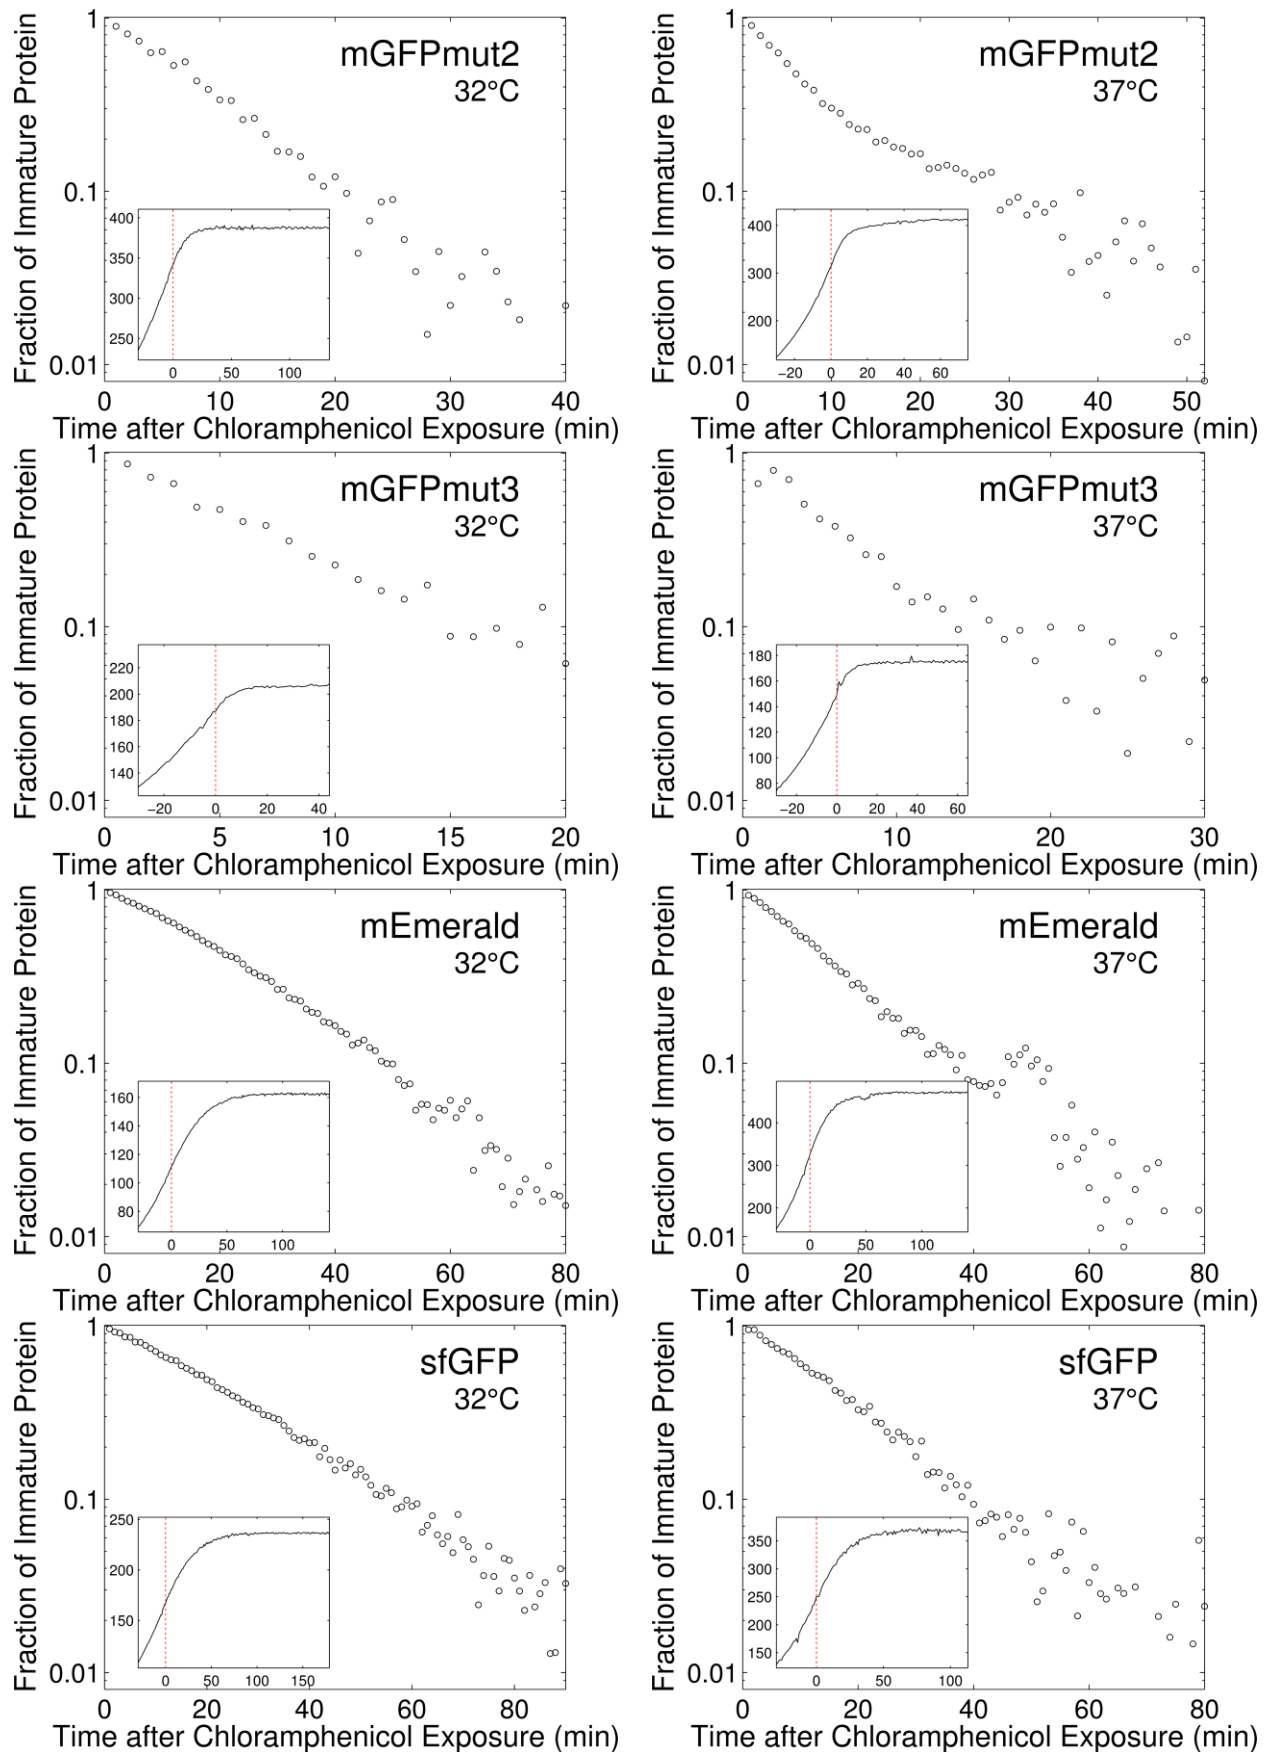 Fraction of Immature Protein
1
0.1
0.01
mGFPmut2
32°C
400
350
300
250
0 50 100
0 10 20 30 40
Time after Chloramphenicol Exposure (min)
Fraction of Immature Protein
1
0.1
0.01
mGFPmut2
37°C
400
300
200
−20 0 20 40 60
0 10 20 30 40 50
Time after Chloramphenicol Exposure (min)
Fraction of Immature Protein
1
0.1
0.01
mGFPmut3
32°C
220
200
180
160
140
−20 0 20 40
0 5 10 15 20
Time after Chloramphenicol Exposure (min)
Fraction of Immature Protein
1
0.1
0.01
mGFPmut3
37°C
180
160
140
120
100
80
−20 0 20 40 60
0 10 20 30
Time after Chloramphenicol Exposure (min)
Fraction of Immature Protein
1
0.1
0.01
mEmerald
32°C
160
140
120
100
80
0 50 100
0 20 40 60 80
Time after Chloramphenicol Exposure (min)
Fraction of Immature Protein
1
0.1
0.01
mEmerald
37°C
400
300
200
0 50 100
0 20 40 60 80
Time after Chloramphenicol Exposure (min)
Fraction of Immature Protein
1
0.1
0.01
sfGFP
32°C
250
200
150
0 50 100 150
0 20 40 60 80
Time after Chloramphenicol Exposure (min)
Fraction of Immature Protein
1
0.1
0.01
sfGFP
37°C
350
300
250
200
150
0 50 100
0 20 40 60 80
Time after Chloramphenicol Exposure (min)